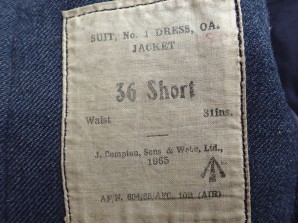 SUIT, No. 1 DRESS, OA.
JACKET
36 Short
Waist 31ins.
J. Compton, Sons & Webb, Ltd.,
1965